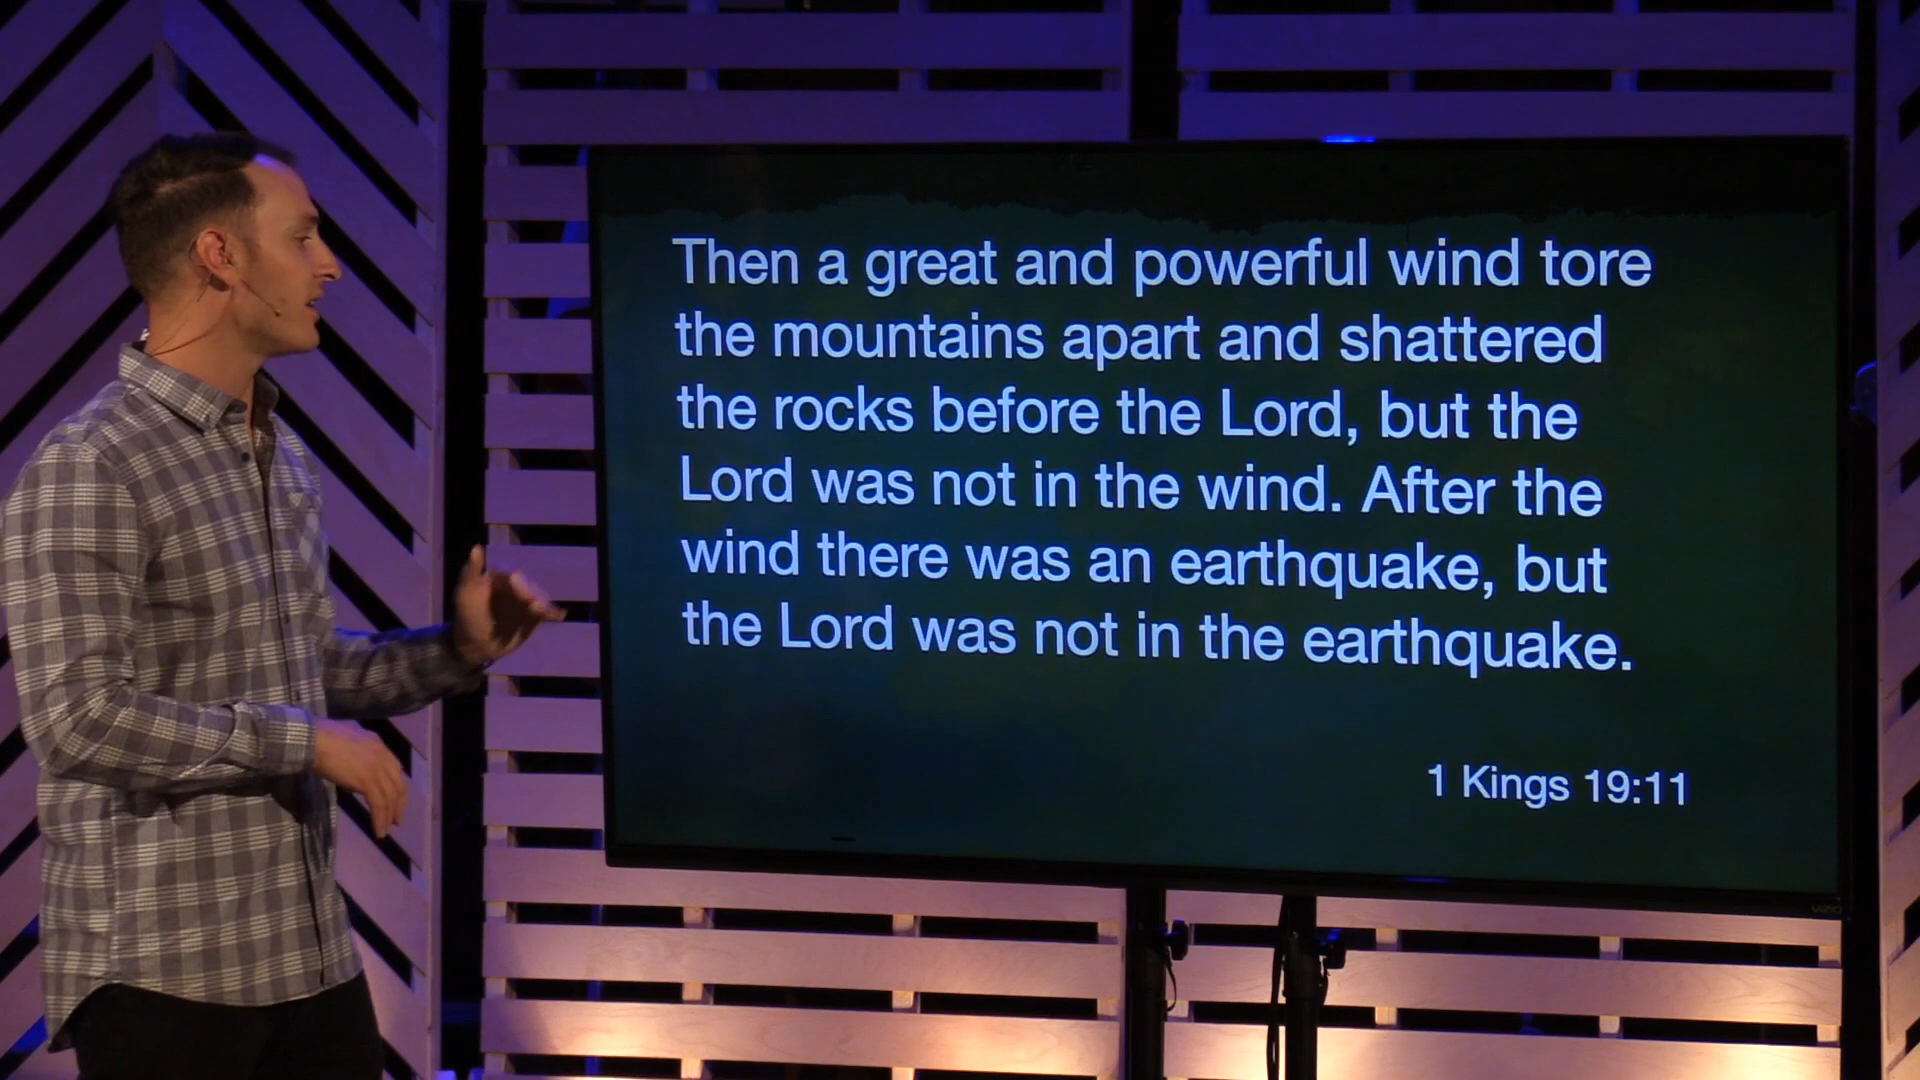 Then a great and powerful wind tore
the mountains apart and shattered
the rocks before the Lord, but the
Lord was not in the wind. After the
wind there was an earthquake, but
the Lord was not in the earthquake.
1 Kings 19:11
VIZIO